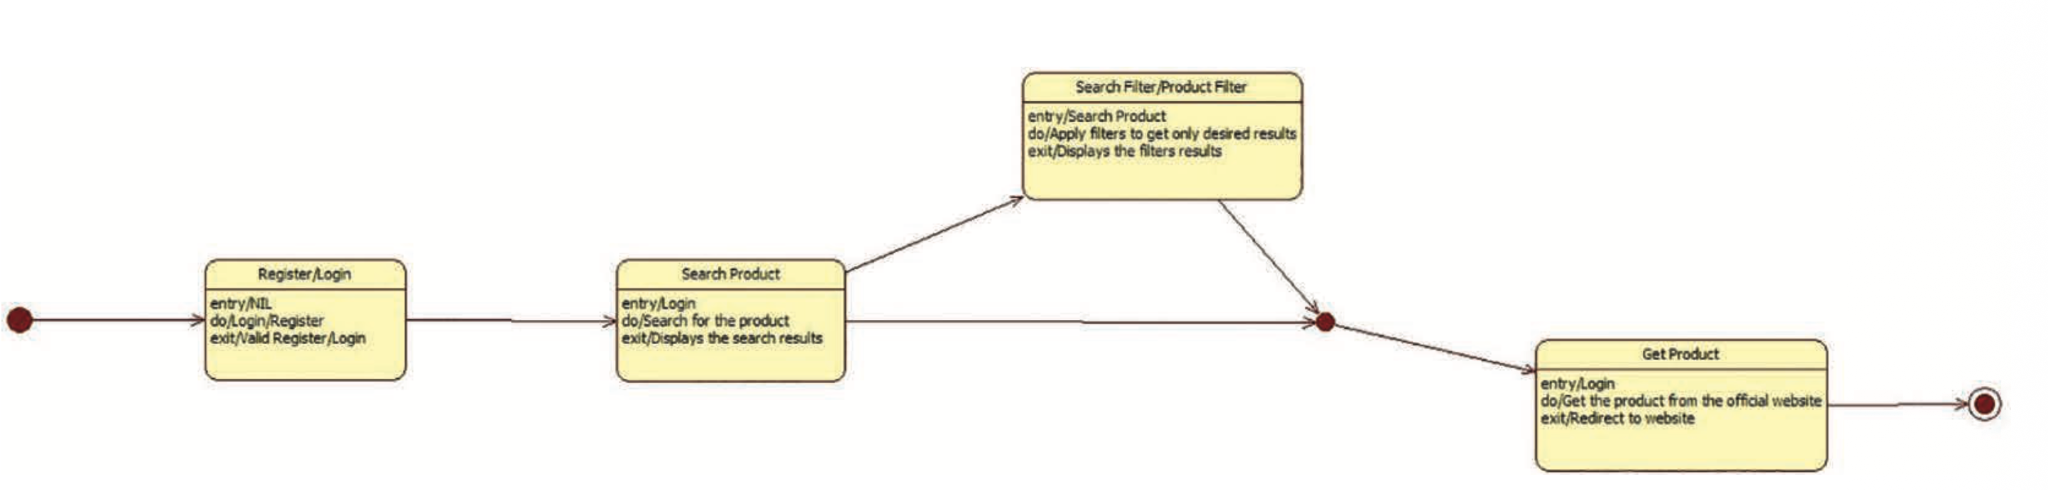 Search Filter/Product Filter
entry/Search Product
do/Apply filters to get only desired results
exit/Displays the filters results
Register/Login
entry/NIL
do/Login/Register
exit/Valid Register/Login
Search Product
entry/Login
do/Search for the product
exit/Displays the search results
Get Product
entry/Login
do/Get the product from the official website
exit/Redirect to website